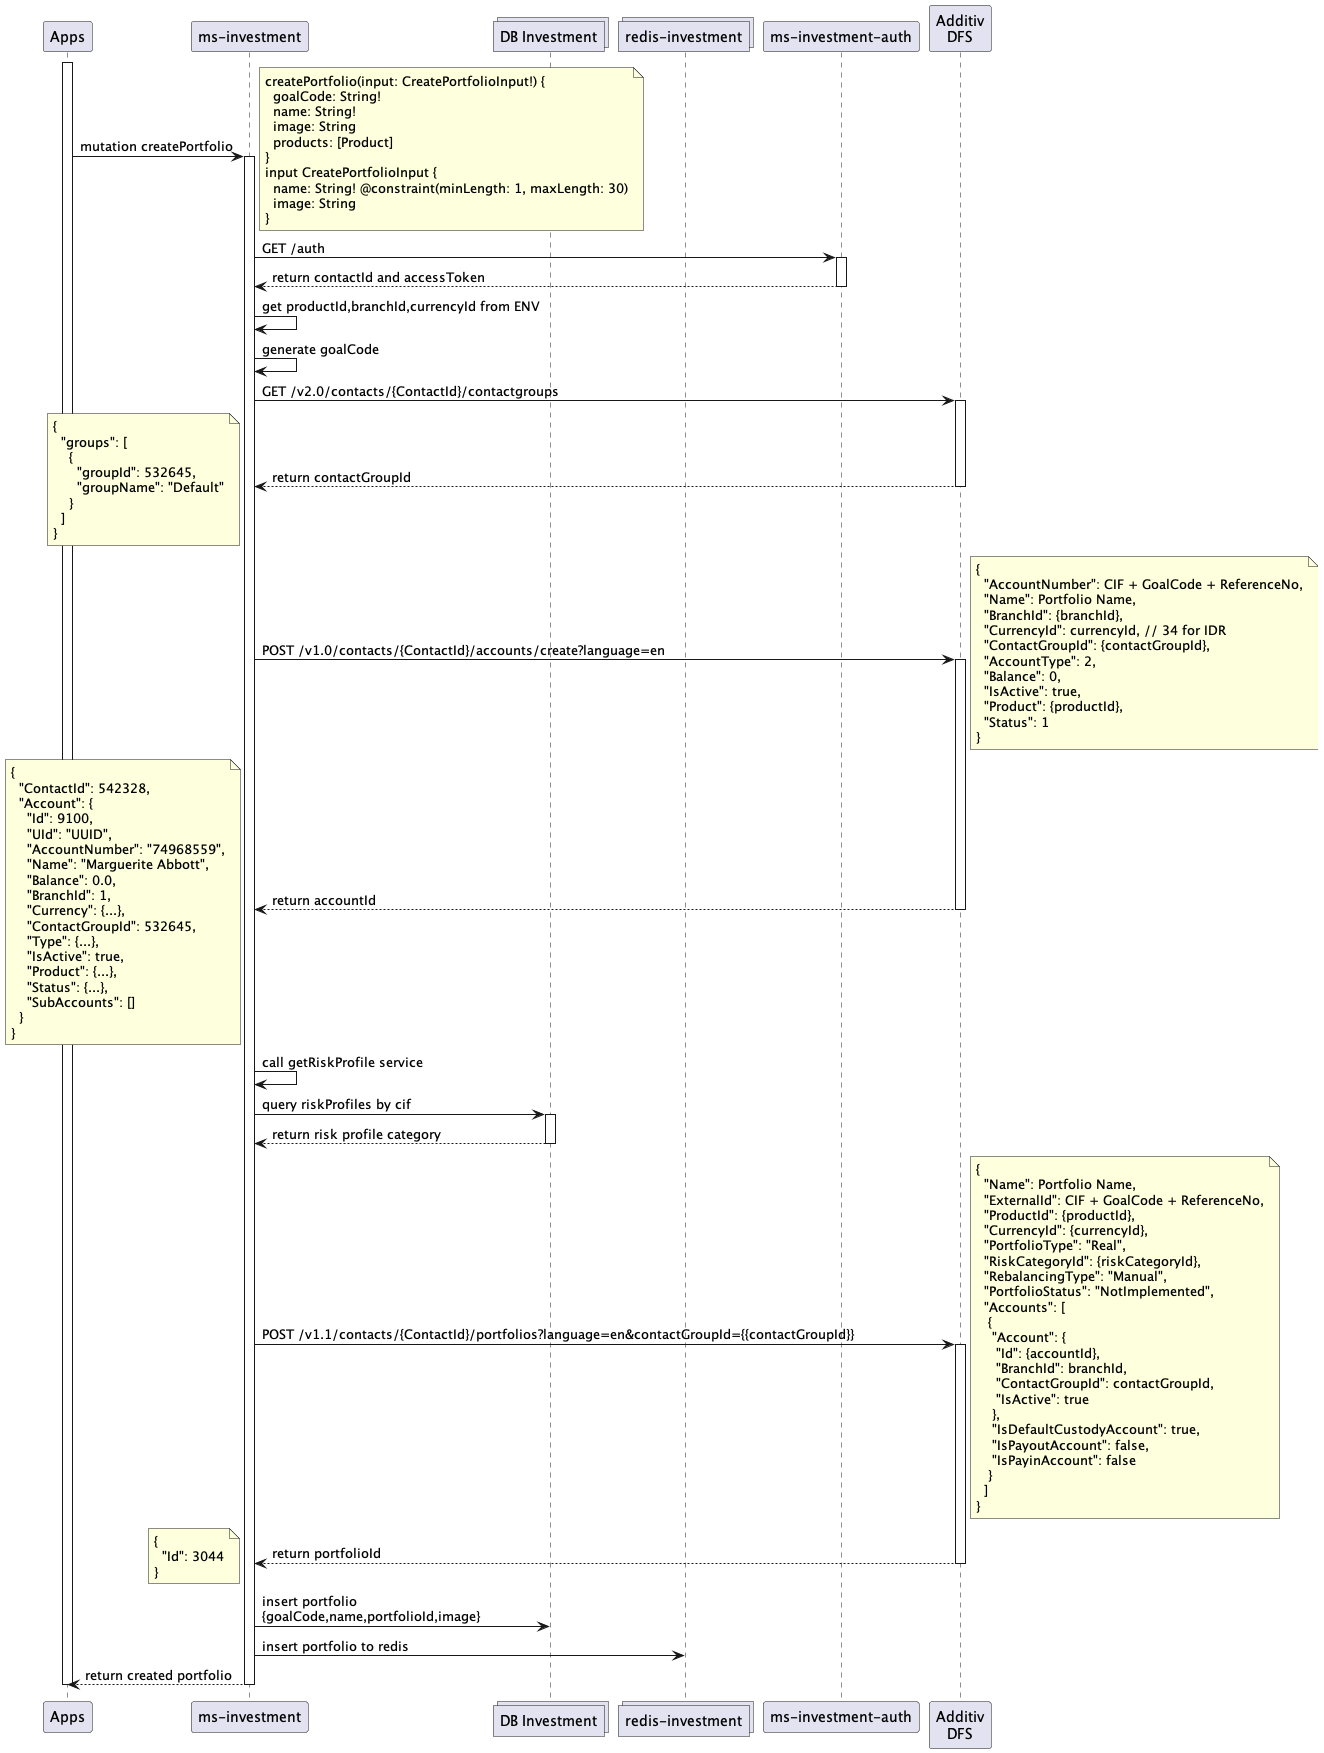 Apps
ms-investment
DB Investment
redis-investment
ms-investment-auth
Additiv
DFS
createPortfolio(input: CreatePortfolioInput!) {
goalCode: String!
name: String!
image: String
products: [Product]
}
input CreatePortfolioInput {
name: String! @constraint(minLength: 1, maxLength: 30)
image: String
}
mutation createPortfolio
GET /auth
return contactId and accessToken
get productId,branchId,currencyId from ENV
generate goalCode
GET /v2.0/contacts/{ContactId}/contactgroups
{
"groups": [
{
"groupId": 532645,
"groupName": "Default"
}
]
}
return contactGroupId
{
"AccountNumber": CIF + GoalCode + ReferenceNo,
"Name": Portfolio Name,
"BranchId": {branchId},
"CurrencyId": currencyId, // 34 for IDR
"ContactGroupId": {contactGroupId},
"AccountType": 2,
"Balance": 0,
"IsActive": true,
"Product": {productId},
"Status": 1
}
POST /v1.0/contacts/{ContactId}/accounts/create?language=en
{
"ContactId": 542328,
"Account": {
"Id": 9100,
"UId": "UUID",
"AccountNumber": "74968559",
"Name": "Marguerite Abbott",
"Balance": 0.0,
"BranchId": 1,
"Currency": {...},
"ContactGroupId": 532645,
"Type": {...},
"IsActive": true,
"Product": {...},
"Status": {...},
"SubAccounts": []
}
}
return accountId
call getRiskProfile service
query riskProfiles by cif
return risk profile category
{
"Name": Portfolio Name,
"ExternalId": CIF + GoalCode + ReferenceNo,
"ProductId": {productId},
"CurrencyId": {currencyId},
"PortfolioType": "Real",
"RiskCategoryId": {riskCategoryId},
"RebalancingType": "Manual",
"PortfolioStatus": "NotImplemented",
"Accounts": [
{
"Account": {
"Id": {accountId},
"BranchId": branchId,
"ContactGroupId": contactGroupId,
"IsActive": true
},
"IsDefaultCustodyAccount": true,
"IsPayoutAccount": false,
"IsPayinAccount": false
}
]
}
POST /v1.1/contacts/{ContactId}/portfolios?language=en&contactGroupId={{contactGroupId}}
{
"Id": 3044
}
return portfolioId
insert portfolio
{goalCode,name,portfolioId,image}
insert portfolio to redis
return created portfolio
Apps
ms-investment
DB Investment
redis-investment
ms-investment-auth
Additiv
DFS